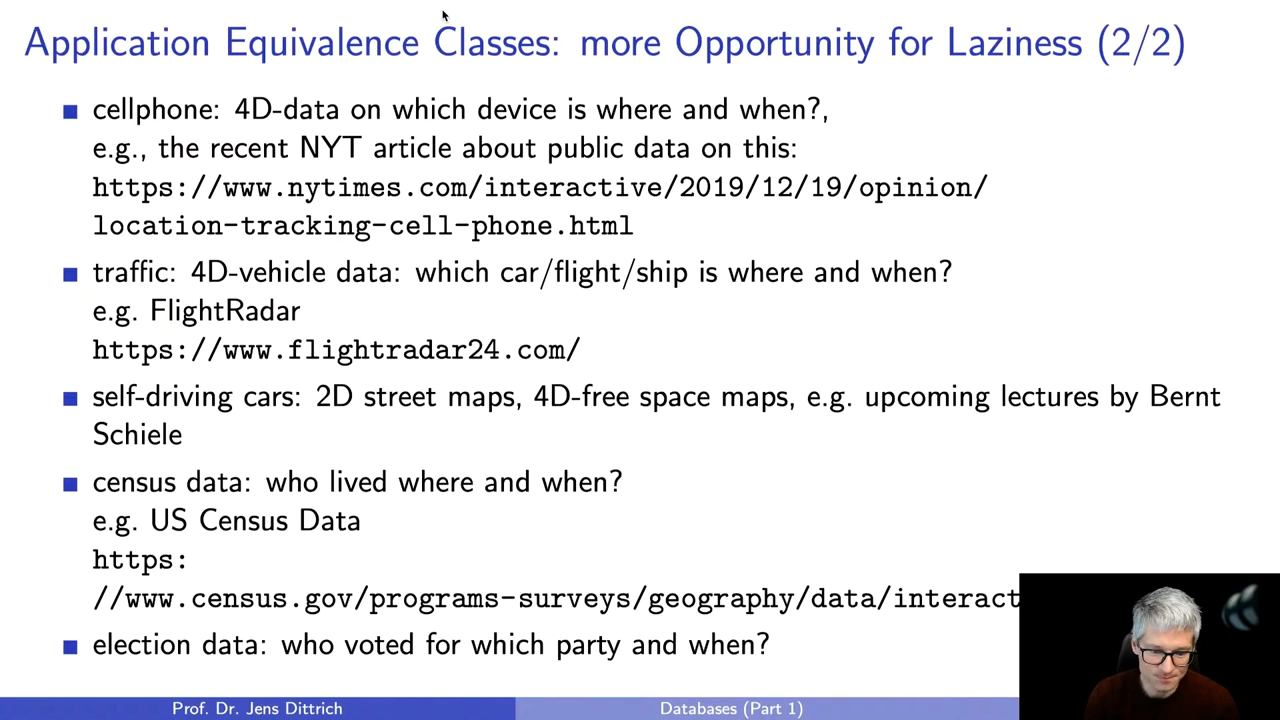 Application Equivalence Classes: more Opportunity for Laziness (2/2)
cellphone: 4D-data on which device is where and when?,
e.g., the recent NYT article about public data on this:
https://www.nytimes.com/interactive/2019/12/19/opinion/
location-tracking-cell-phone.html
traffic: 4D-vehicle data: which car/flight/ship is where and when?
e.g. FlightRadar
https://www.flightradar24.com/
self-driving cars: 2D street maps, 4D-free space maps, e.g. upcoming lectures by Bernt
Schiele
census data: who lived where and when?
e.g. US Census Data
https:
//www.census.gov/programs-surveys/geography/data/interact
election data: who voted for which party and when?
Prof. Dr. Jens Dittrich
Databases (Part 1)